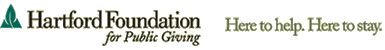 Hartford Foundation
for Public Giving
Here to help. Here to stay.